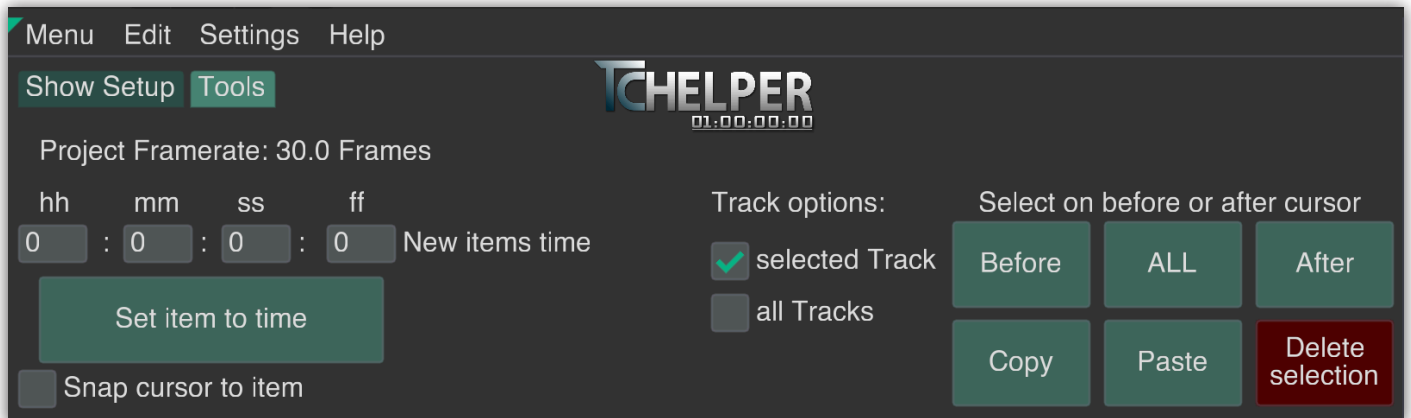 Menu Edit Settings Help
Show Setup Tools
TCHELPER
01:00:00:00
Project Framerate: 30.0 Frames
hh mm ss ff
0 : 0 : 0 : 0 New items time
Set item to time
Snap cursor to item
Track options:
selected Track
all Tracks
Select on before or after cursor
Before ALL After
Copy Paste Delete selection